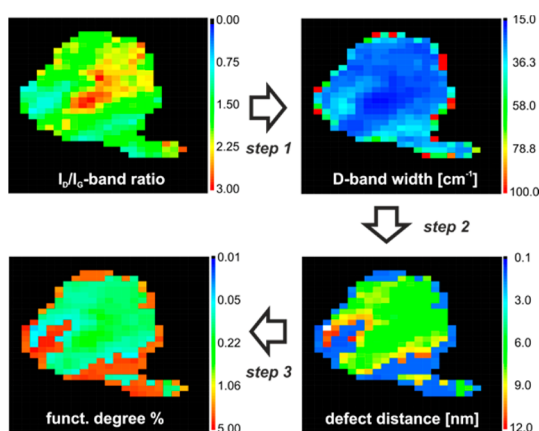 0.00
0.75
1.50
2.25
3.00
I_D/I_G-band ratio
step 1
15.0
36.3
58.0
78.8
100.0
D-band width [cm⁻¹]
step 2
0.01
0.05
0.22
1.06
5.00
funct. degree %
step 3
0.1
3.0
6.0
9.0
12.0
defect distance [nm]